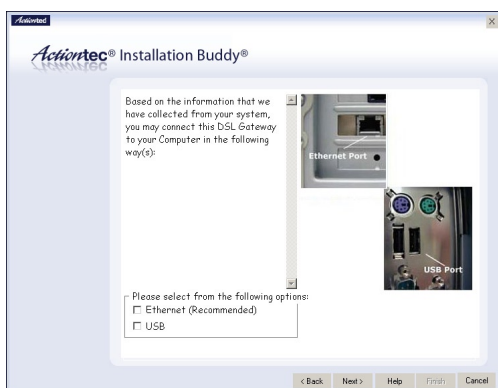 Actiontec
Actiontec® Installation Buddy®
Based on the information that we
have collected from your system,
you may connect this DSL Gateway
to your Computer in the following
way(s):
Ethernet Port
USB Port
Please select from the following options:
Ethernet (Recommended)
USB
< Back
Next >
Help
Finish
Cancel